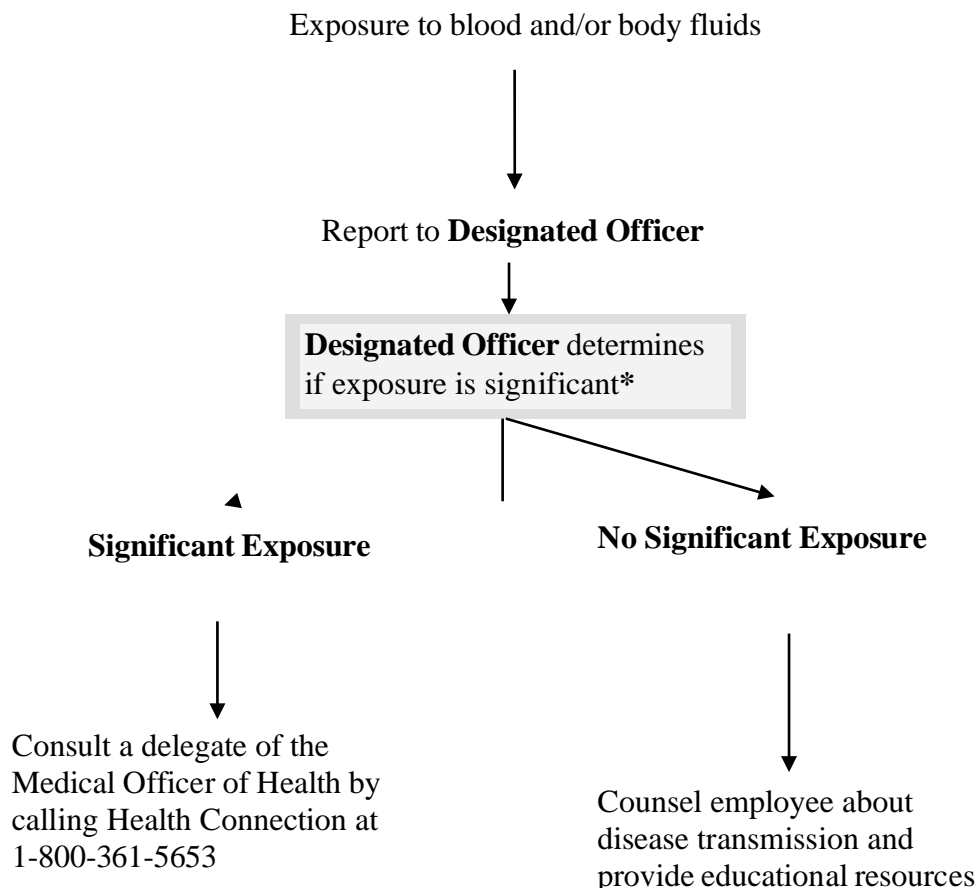 Exposure to blood and/or body fluids
Report to Designated Officer
Designated Officer determines
if exposure is significant*
Significant Exposure
No Significant Exposure
Consult a delegate of the
Medical Officer of Health by
calling Health Connection at
1-800-361-5653
Counsel employee about
disease transmission and
provide educational resources